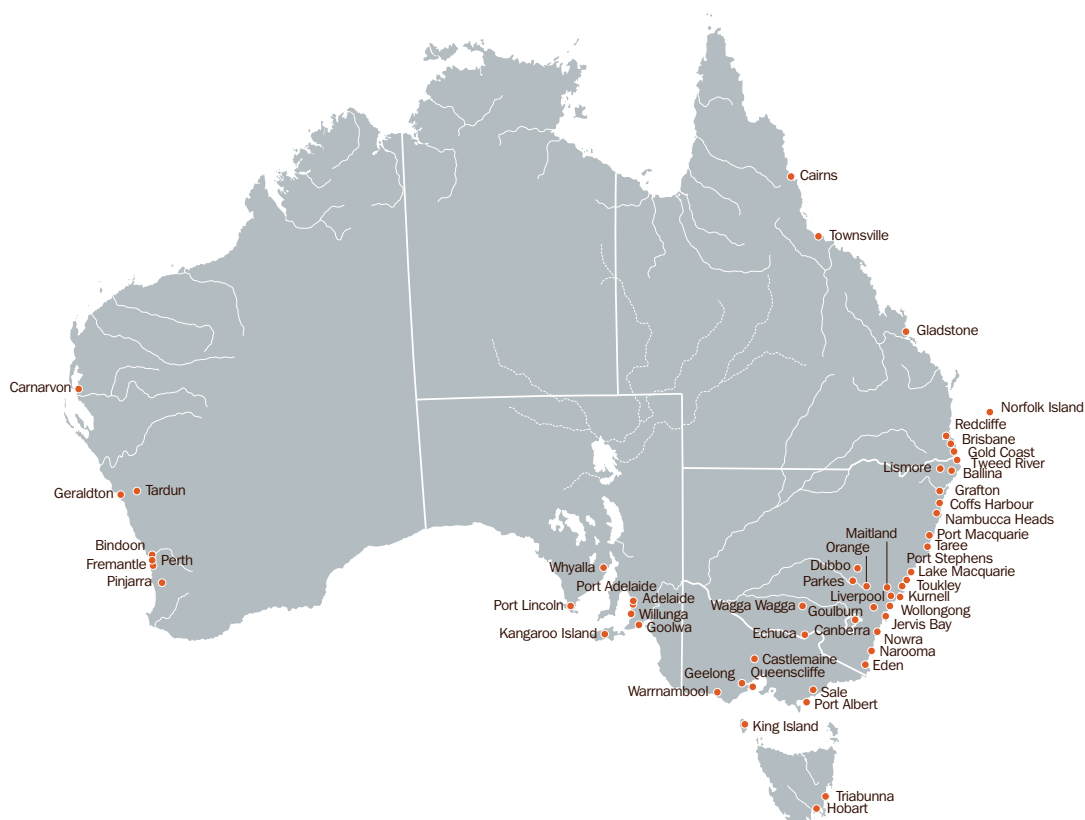 Cairns
Townsville
Gladstone
Carnarvon
Norfolk Island
Redcliffe
Brisbane
Gold Coast
Tweed River
Lismore
Ballina
Geraldton
Tardun
Grafton
Coffs Harbour
Nambucca Heads
Maitland
Port Macquarie
Bindoon
Orange
Taree
Perth
Fremantle
Port Stephens
Whyalla
Dubbo
Lake Macquarie
Pinjarra
Parkes
Toukley
Port Adelaide
Liverpool
Kurnell
Adelaide
Port Lincoln
Wagga Wagga
Goulburn
Wollongong
Willunga
Jervis Bay
Goolwa
Kangaroo Island
Echuca
Canberra
Nowra
Narooma
Castlemaine
Eden
Geelong
Queenscliffe
Warrnambool
Sale
Port Albert
King Island
Triabunna
Hobart